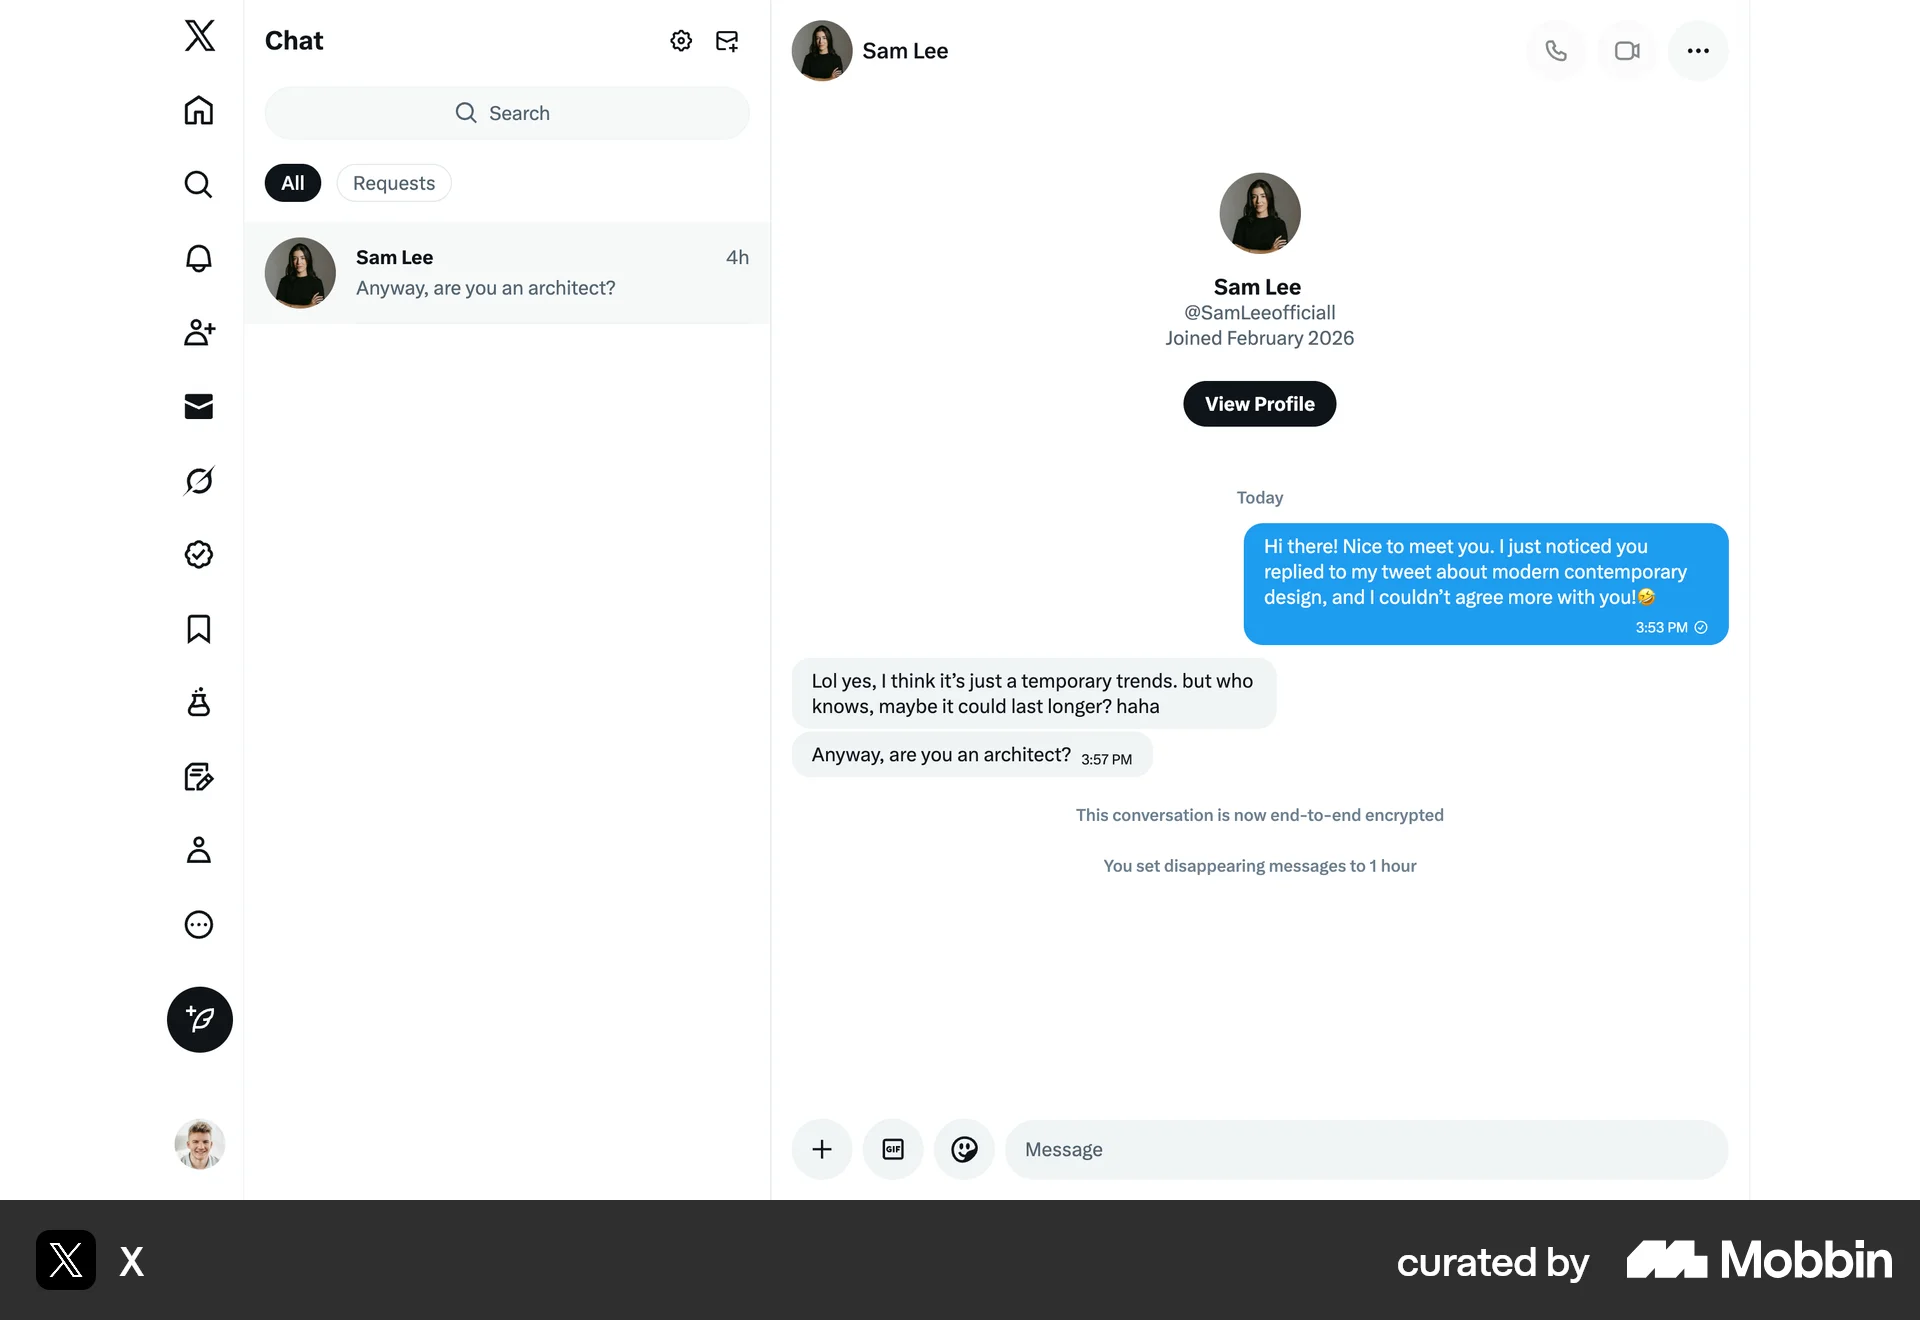 Chat
Search
All
Requests
Sam Lee
4h
Anyway, are you an architect?
Sam Lee
Sam Lee
@SamLeeofficiall
Joined February 2026
View Profile
Today
Hi there! Nice to meet you. I just noticed you
replied to my tweet about modern contemporary
design, and I couldn’t agree more with you!🤣
3:53 PM
Lol yes, I think it’s just a temporary trends. but who
knows, maybe it could last longer? haha
Anyway, are you an architect? 3:57 PM
This conversation is now end-to-end encrypted
You set disappearing messages to 1 hour
GIF
Message
X
curated by Mobbin